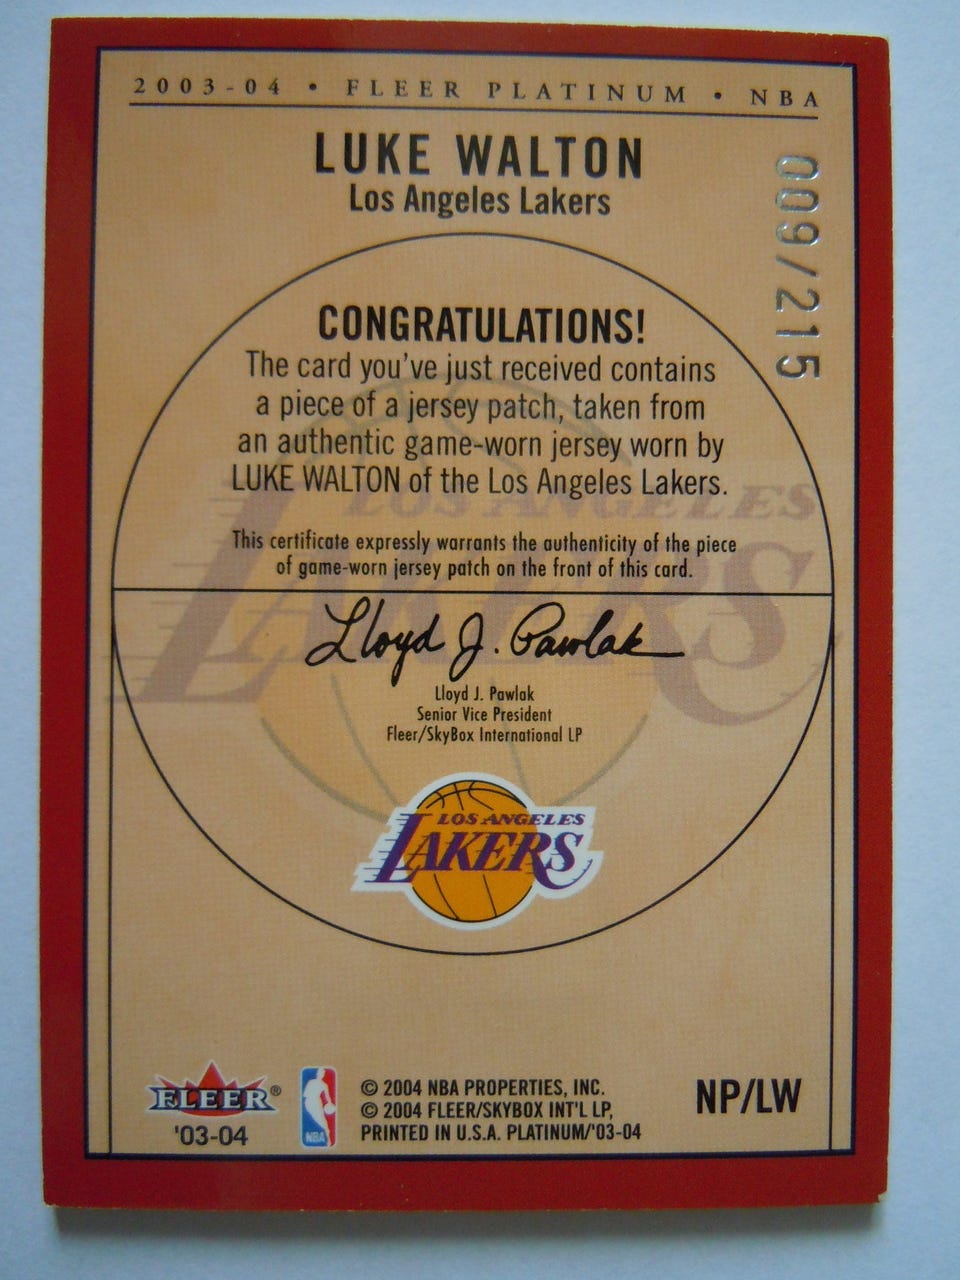 2003-04 • FLEER PLATINUM • NBA
LUKE WALTON
Los Angeles Lakers
009/215
CONGRATULATIONS!
The card you've just received contains
a piece of a jersey patch, taken from
an authentic game-worn jersey worn by
LUKE WALTON of the Los Angeles Lakers.
LOS ANGELES
LAKERS
This certificate expressly warrants the authenticity of the piece
of game-worn jersey patch on the front of this card.
Lloyd J. Pawlak
Lloyd J. Pawlak
Senior Vice President
Fleer/SkyBox International LP
LOS ANGELES
LAKERS
FLEER®
'03-04
NBA
© 2004 NBA PROPERTIES, INC.
© 2004 FLEER/SKYBOX INT'L LP,
PRINTED IN U.S.A. PLATINUM/'03-04
NP/LW